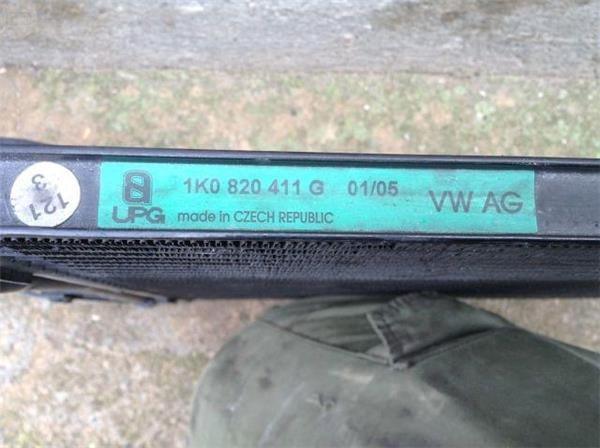 121
3
1K0 820 411 G 01/05
UPG made in CZECH REPUBLIC
VW AG